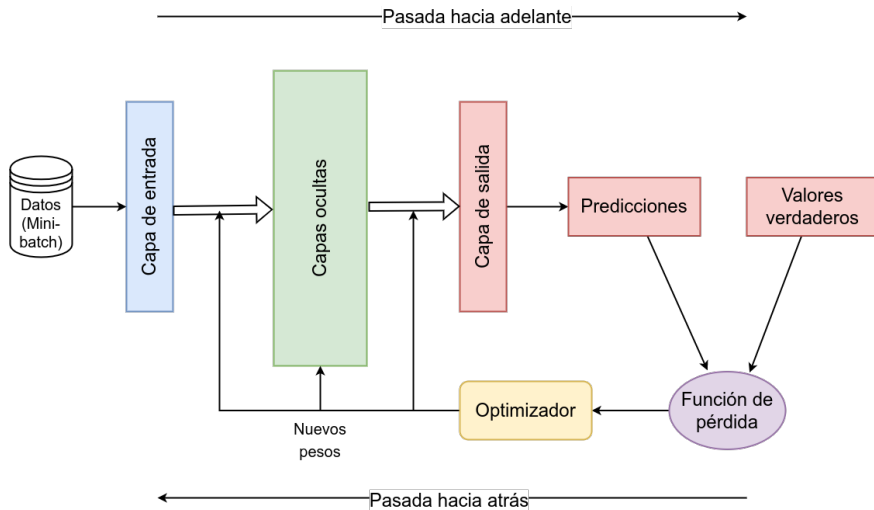 Pasada hacia adelante
Datos
(Mini-
batch)
Capa de entrada
Capas ocultas
Capa de salida
Predicciones
Valores
verdaderos
Función de
pérdida
Optimizador
Nuevos
pesos
Pasada hacia atrás